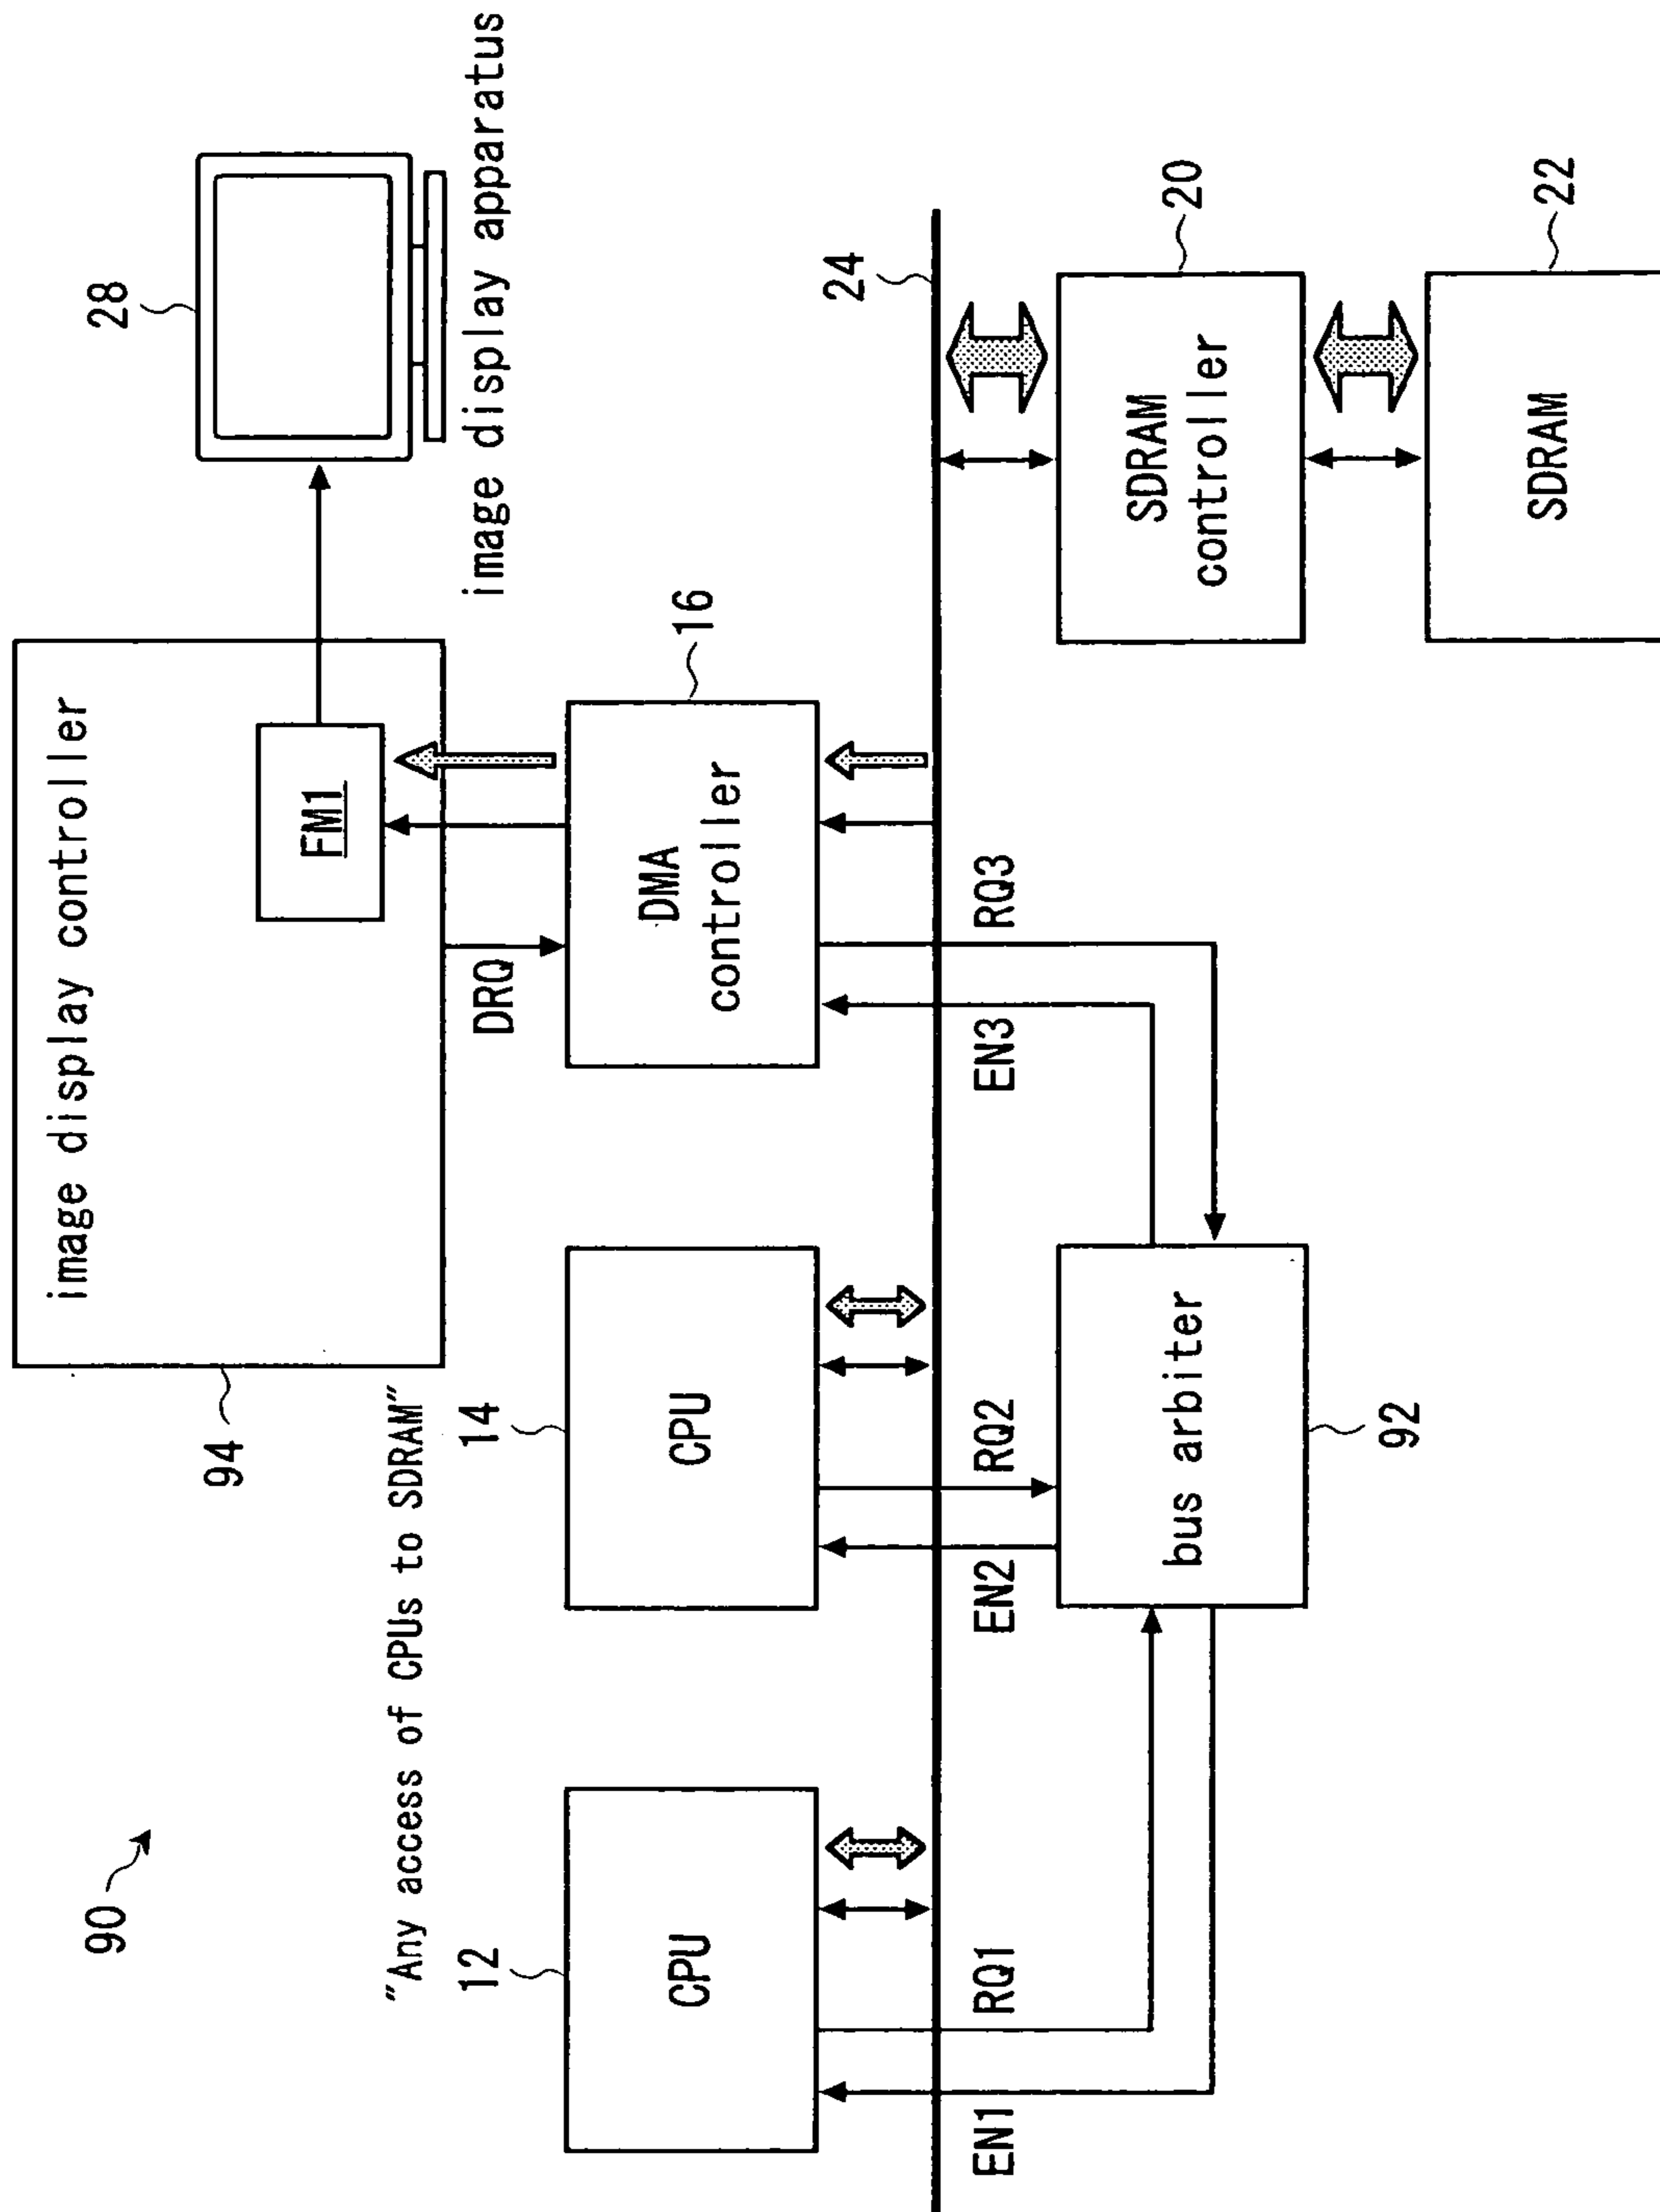 90
"Any access of CPUs to SDRAM"
94
image display controller
FM1
28
image display apparatus
DRQ
12
CPU
14
CPU
16
DMA
controller
24
EN1
RQ1
EN2
RQ2
EN3
RQ3
bus arbiter
92
SDRAM
controller
20
SDRAM
22